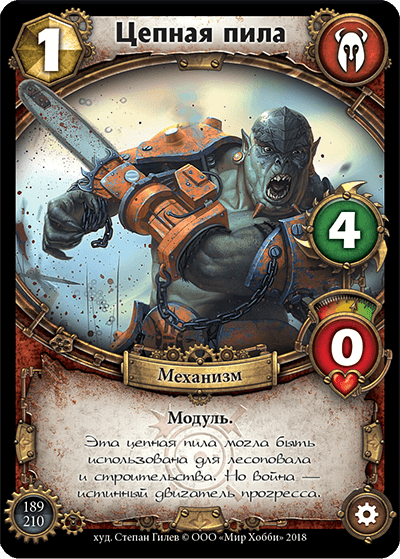 1
Цепная пила
4
0
Механизм
Модуль.
Эта цепная пила могла быть
использована для лесоповала
и строительства. Но война —
истинный двигатель прогресса.
189
210
худ. Степан Гилев © ООО «Мир Хобби» 2018